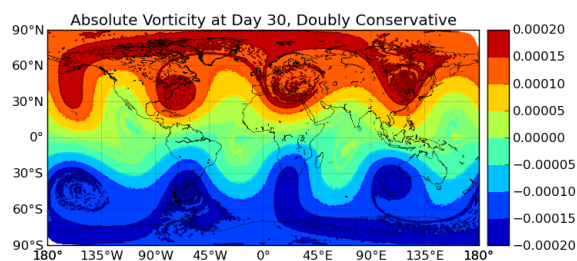 Absolute Vorticity at Day 30, Doubly Conservative
90°N
60°N
30°N
0°
30°S
60°S
90°S
180° 135°W 90°W 45°W 0° 45°E 90°E 135°E 180°
0.00020
0.00015
0.00010
0.00005
0.00000
−0.00005
−0.00010
−0.00015
−0.00020